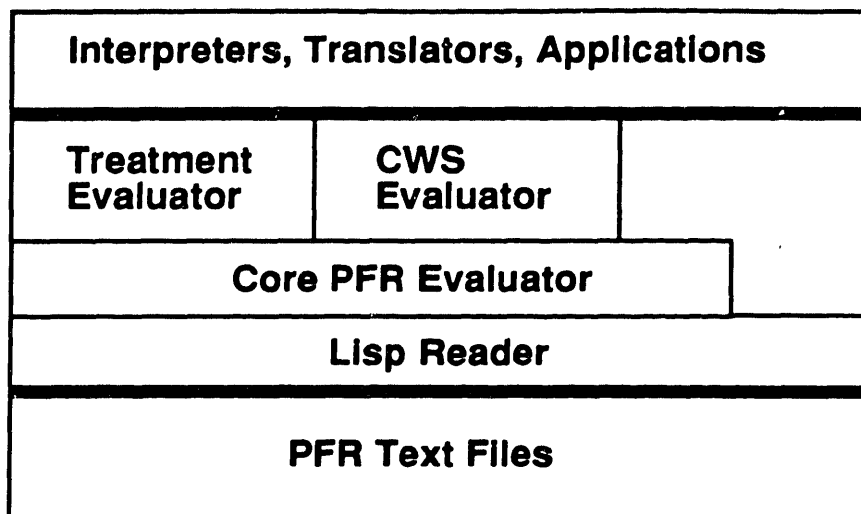 Interpreters, Translators, Applications
Treatment
Evaluator
CWS
Evaluator
Core PFR Evaluator
Lisp Reader
PFR Text Files